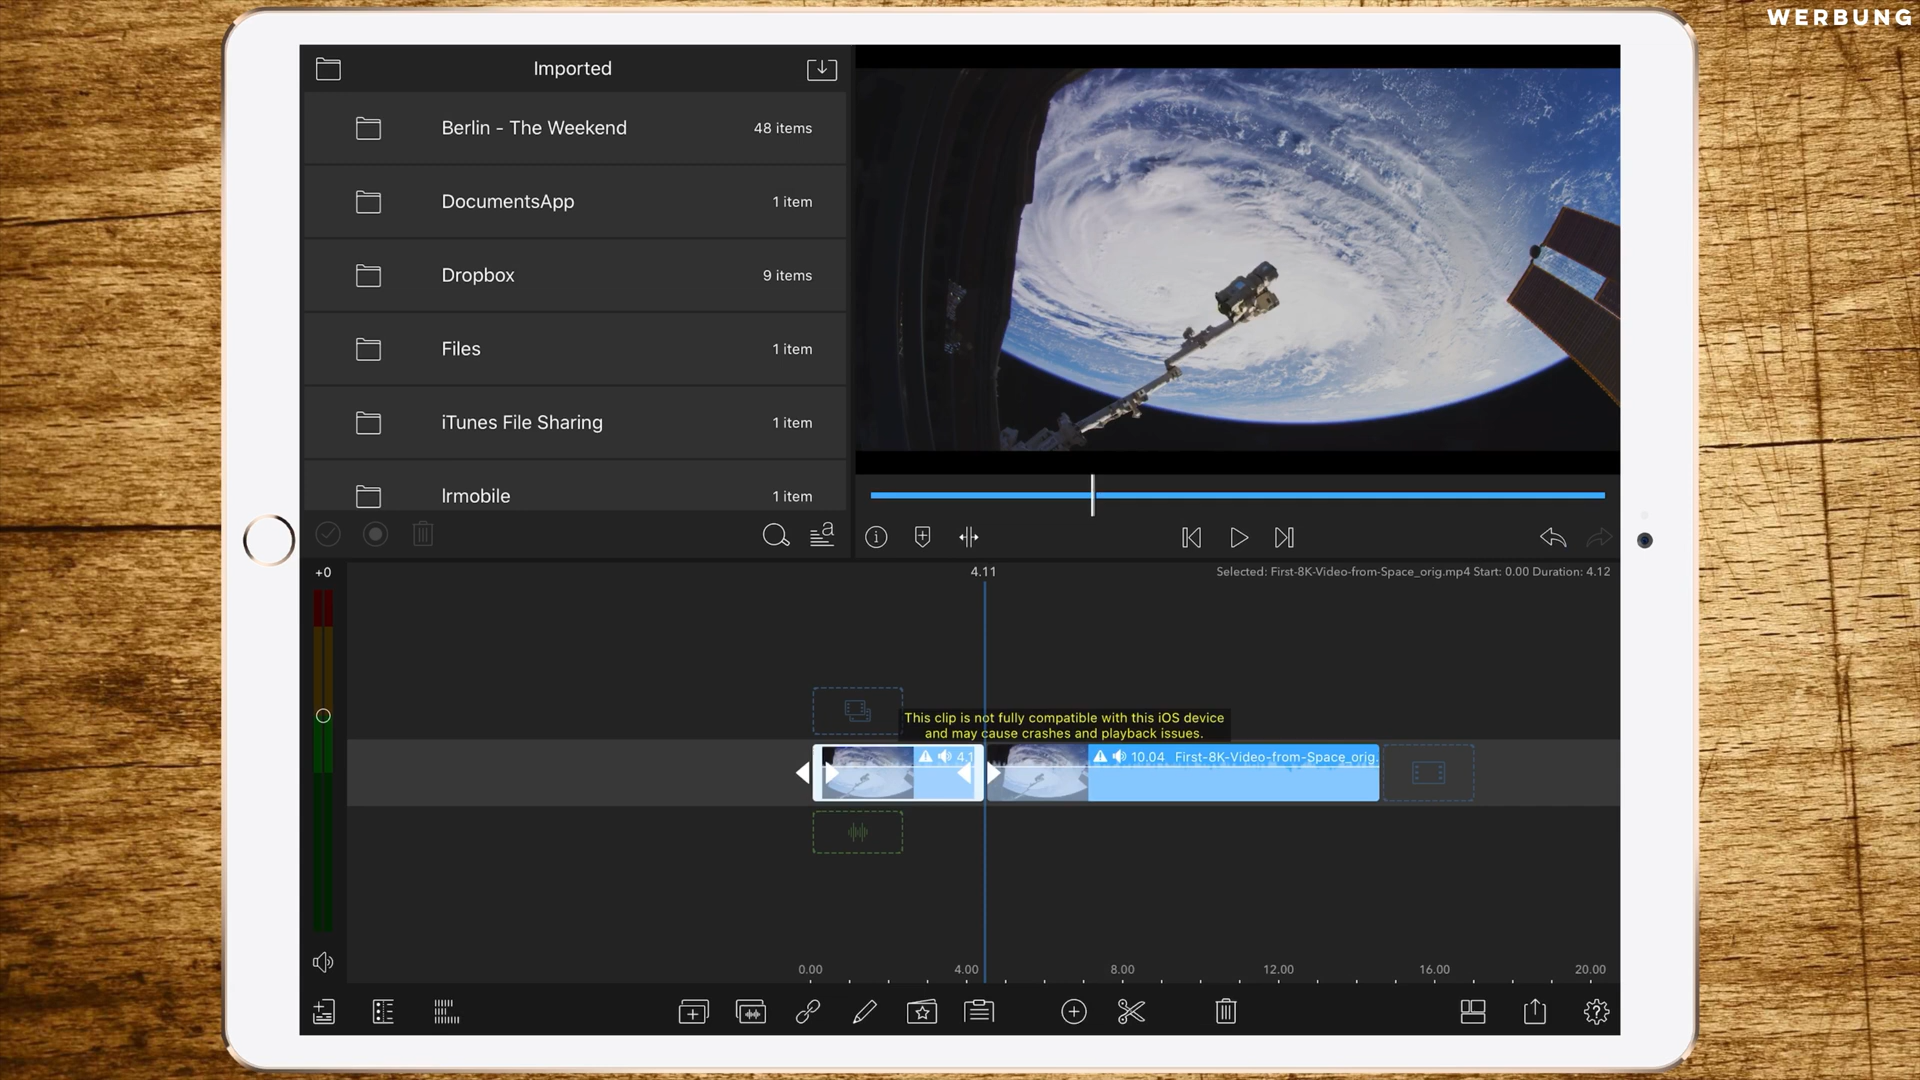 WERBUNG
Imported
Berlin - The Weekend 48 items
DocumentsApp 1 item
Dropbox 9 items
Files 1 item
iTunes File Sharing 1 item
lrmobile 1 item
+0
4.11
Selected: First-8K-Video-from-Space_orig.mp4 Start: 0.00 Duration: 4.12
This clip is not fully compatible with this iOS device
and may cause crashes and playback issues.
4.1
10.04 First-8K-Video-from-Space_orig.
0.00 4.00 8.00 12.00 16.00 20.00